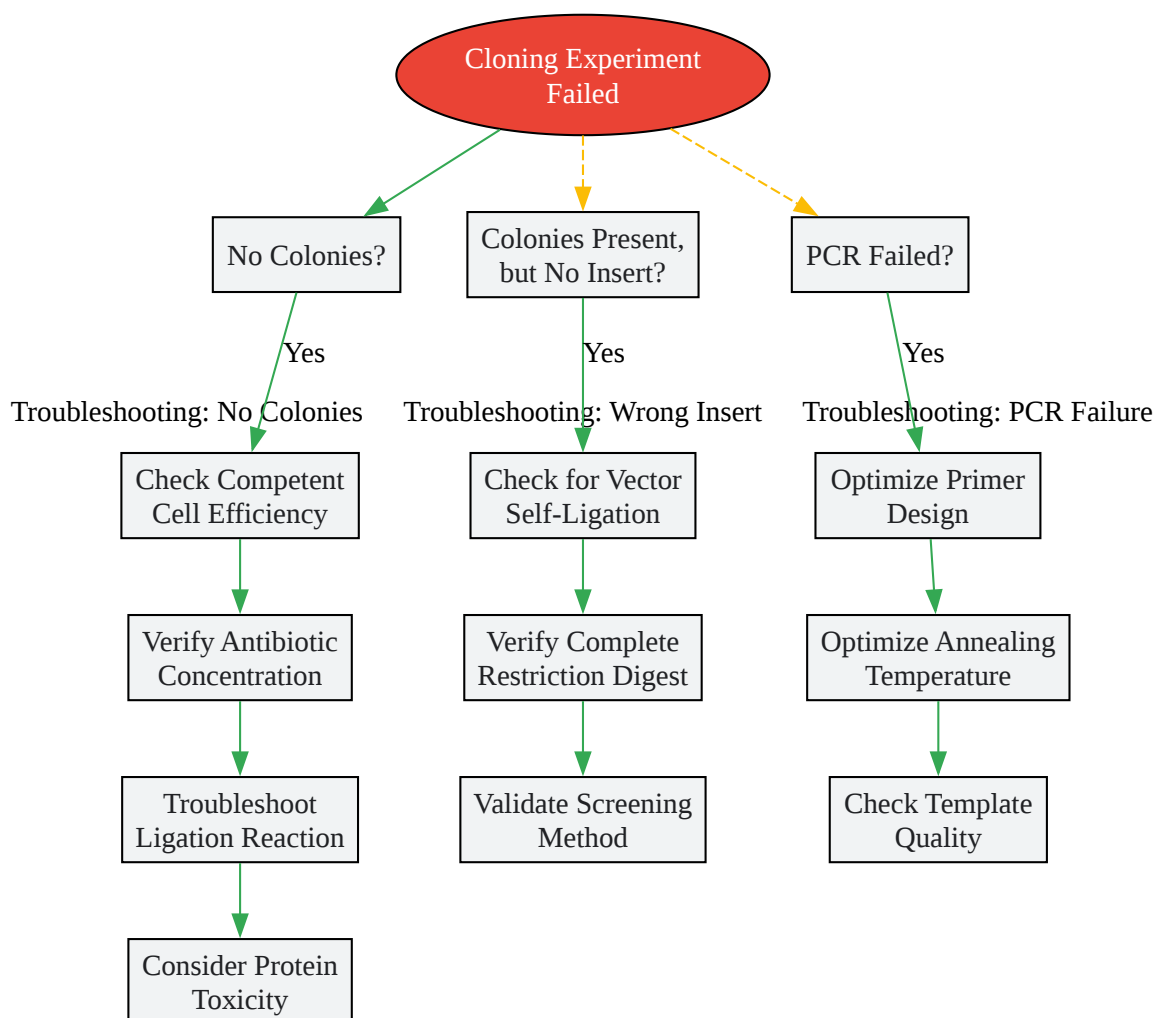 Cloning Experiment
Failed
No Colonies?
Colonies Present,
but No Insert?
PCR Failed?
Yes
Yes
Yes
Troubleshooting: No Colonies
Troubleshooting: Wrong Insert
Troubleshooting: PCR Failure
Check Competent
Cell Efficiency
Check for Vector
Self-Ligation
Optimize Primer
Design
Verify Antibiotic
Concentration
Verify Complete
Restriction Digest
Optimize Annealing
Temperature
Troubleshoot
Ligation Reaction
Validate Screening
Method
Check Template
Quality
Consider Protein
Toxicity